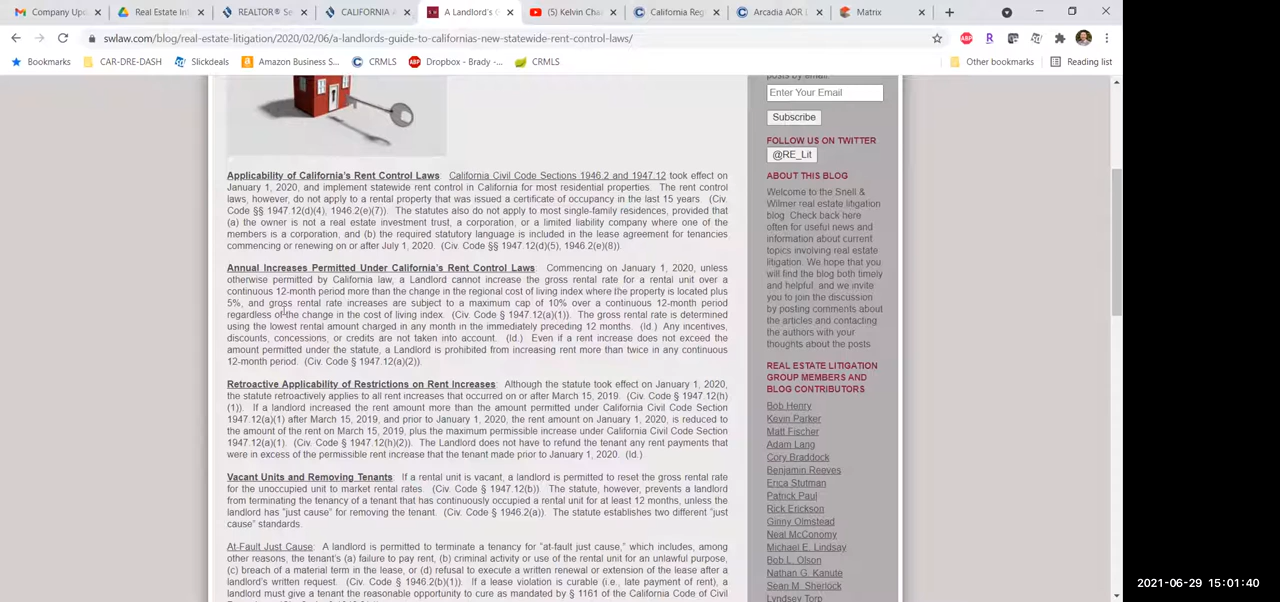 Company Up
Real Estate Int
REALTOR® Se
CALIFORNIA A
A Landlord's
(5) Kelvin Cha
California Reg
Arcadia AOR
Matrix
swlaw.com/blog/real-estate-litigation/2020/02/06/a-landlords-guide-to-californias-new-statewide-rent-control-laws/
Bookmarks
CAR-DRE-DASH
Slickdeals
Amazon Business S...
CRMLS
Dropbox - Brady -...
CRMLS
Other bookmarks
Reading list
Applicability of California's Rent Control Laws: California Civil Code Sections 1946.2 and 1947.12 took effect on
January 1, 2020, and implement statewide rent control in California for most residential properties. The rent control
laws, however, do not apply to a rental property that was issued a certificate of occupancy in the last 15 years. (Civ.
Code §§ 1947.12(d)(4), 1946.2(e)(7)). The statutes also do not apply to most single-family residences, provided that
(a) the owner is not a real estate investment trust, a corporation, or a limited liability company where one of the
members is a corporation, and (b) the required statutory language is included in the lease agreement for tenancies
commencing or renewing on or after July 1, 2020. (Civ. Code §§ 1947.12(d)(5), 1946.2(e)(8)).
Annual Increases Permitted Under California's Rent Control Laws: Commencing on January 1, 2020, unless
otherwise permitted by California law, a Landlord cannot increase the gross rental rate for a rental unit over a
continuous 12-month period more than the change in the regional cost of living index where the property is located plus
5%, and gross rental rate increases are subject to a maximum cap of 10% over a continuous 12-month period
regardless of the change in the cost of living index. (Civ. Code § 1947.12(a)(1)). The gross rental rate is determined
using the lowest rental amount charged in any month in the immediately preceding 12 months. (Id.) Any incentives,
discounts, concessions, or credits are not taken into account. (Id.) Even if a rent increase does not exceed the
amount permitted under the statute, a Landlord is prohibited from increasing rent more than twice in any continuous
12-month period. (Civ. Code § 1947.12(a)(2)).
Retroactive Applicability of Restrictions on Rent Increases: Although the statute took effect on January 1, 2020,
the statute retroactively applies to all rent increases that occurred on or after March 15, 2019. (Civ. Code § 1947.12(h)
(1)). If a landlord increased the rent amount more than the amount permitted under California Civil Code Section
1947.12(a)(1) after March 15, 2019, and prior to January 1, 2020, the rent amount on January 1, 2020, is reduced to
the amount of the rent on March 15, 2019, plus the maximum permissible increase under California Civil Code Section
1947.12(a)(1). (Civ. Code § 1947.12(h)(2)). The Landlord does not have to refund the tenant any rent payments that
were in excess of the permissible rent increase that the tenant made prior to January 1, 2020. (Id.)
Vacant Units and Removing Tenants: If a rental unit is vacant, a landlord is permitted to reset the gross rental rate
for the unoccupied unit to market rental rates. (Civ. Code § 1947.12(b)). The statute, however, prevents a landlord
from terminating the tenancy of a tenant that has continuously occupied a rental unit for at least 12 months, unless the
landlord has "just cause" for removing the tenant. (Civ. Code § 1946.2(a)). The statute establishes two different "just
cause" standards.
At-Fault Just Cause: A landlord is permitted to terminate a tenancy for "at-fault just cause," which includes, among
other reasons, the tenant's (a) failure to pay rent, (b) criminal activity or use of the rental unit for an unlawful purpose,
(c) breach of a material term in the lease, or (d) refusal to execute a written renewal or extension of the lease after a
landlord's written request. (Civ. Code § 1946.2(b)(1)). If a lease violation is curable (i.e., late payment of rent), a
landlord must give a tenant the reasonable opportunity to cure as mandated by § 1161 of the California Code of Civil
posts by email.
Enter Your Email
Subscribe
FOLLOW US ON TWITTER
@RE_Lit
ABOUT THIS BLOG
Welcome to the Snell &
Wilmer real estate litigation
blog. Check back here
often for useful news and
information about current
topics involving real estate
litigation. We hope that you
will find the blog both timely
and helpful, and we invite
you to join the discussion
by posting comments about
the articles and contacting
the authors with your
thoughts about the posts
REAL ESTATE LITIGATION
GROUP MEMBERS AND
BLOG CONTRIBUTORS
Bob Henry
Kevin Parker
Matt Fischer
Adam Lang
Cory Braddock
Benjamin Reeves
Erica Stutman
Patrick Paul
Rick Erickson
Ginny Olmstead
Neal McConomy
Michael E. Lindsay
Bob L. Olson
Nathan G. Kanute
Sean M. Sherlock
Lyndsey Torp
2021-06-29 15:01:40